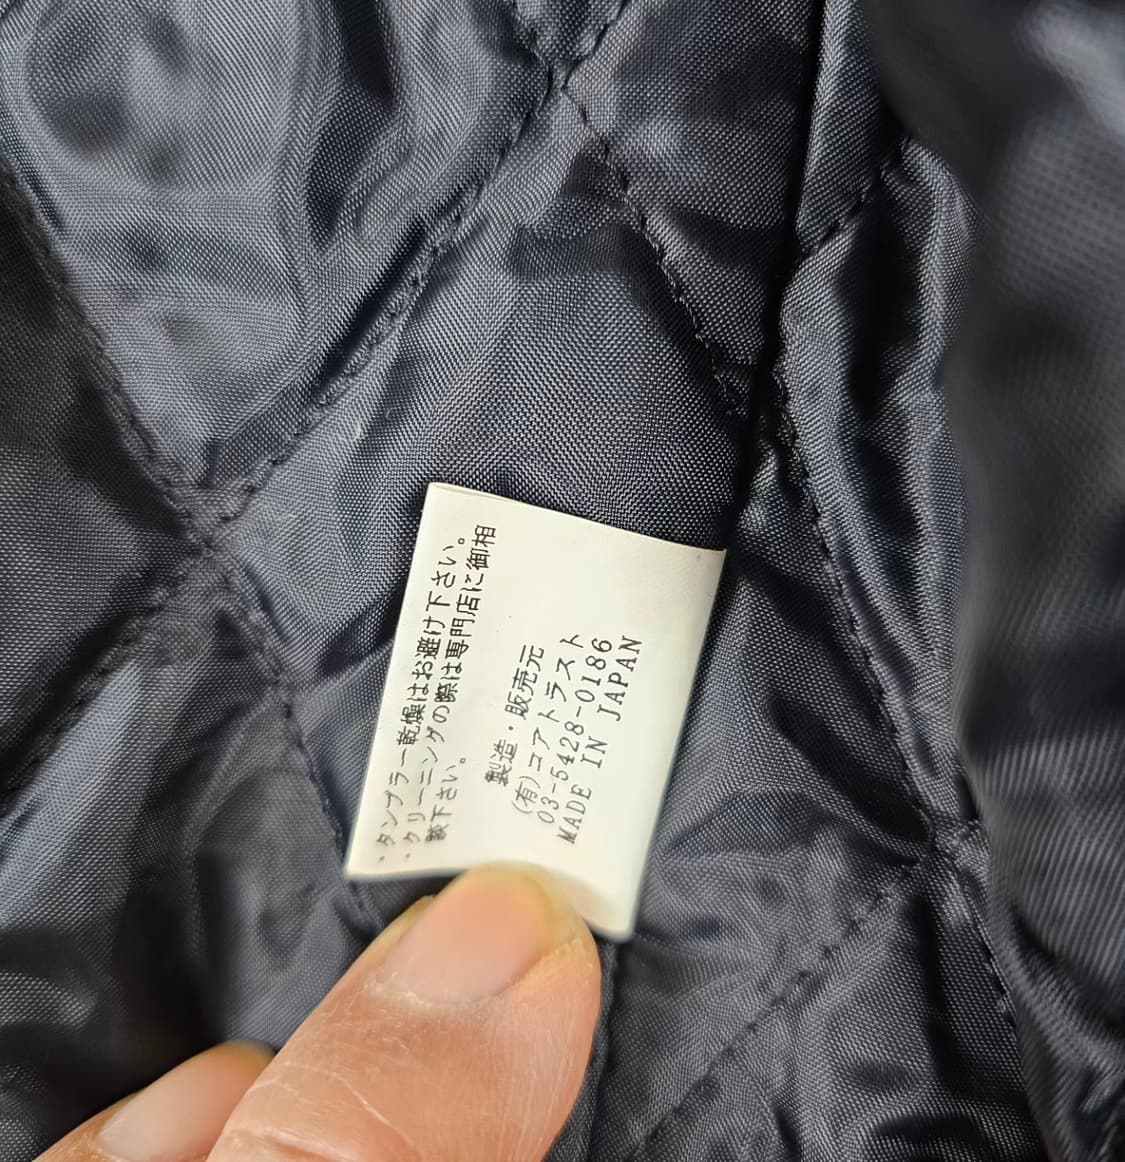 ・タンブラー乾燥はお避け下さい。
・クリーニングの際は専門店に御相
談下さい。
製造・販売元
(有)コアトラスト
03-5428-0186
MADE IN JAPAN